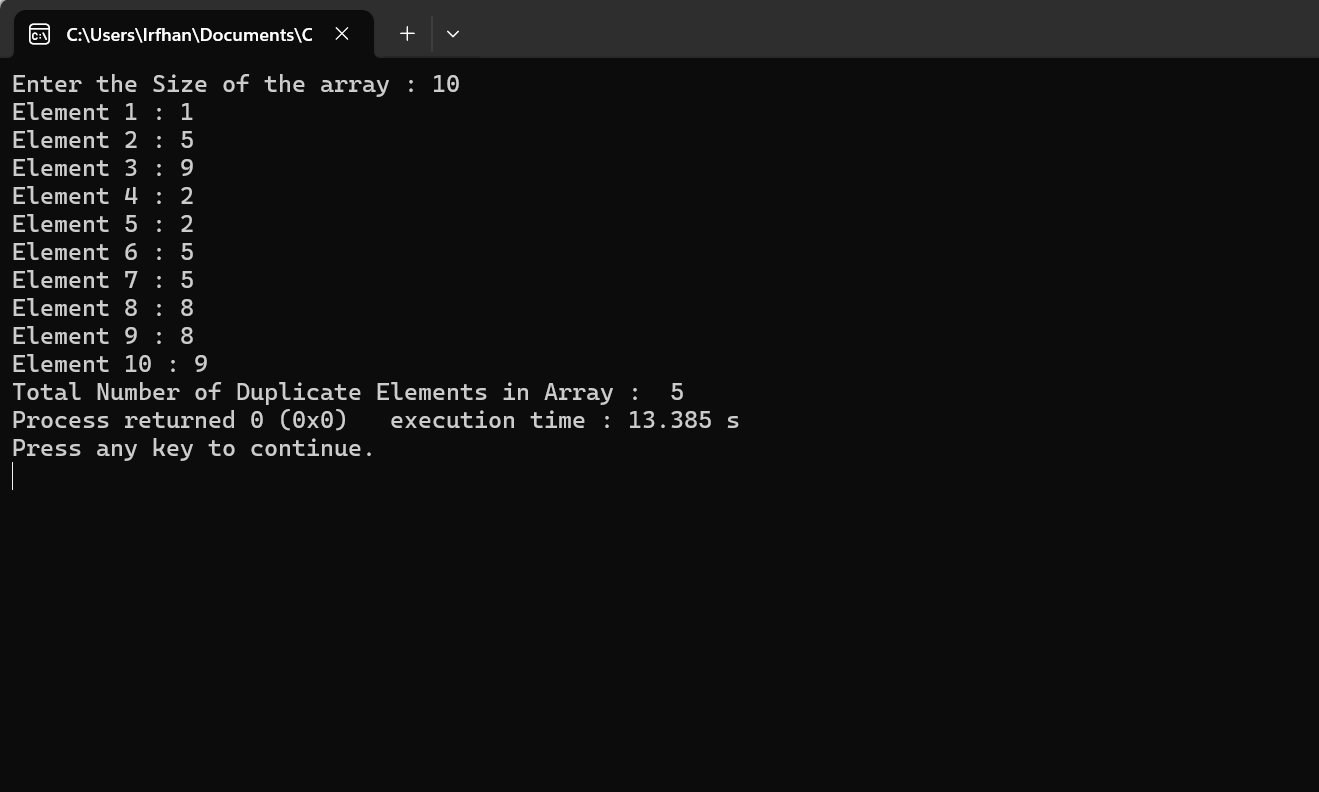 C:\Users\Irfhan\Documents\C
Enter the Size of the array : 10
Element 1 : 1
Element 2 : 5
Element 3 : 9
Element 4 : 2
Element 5 : 2
Element 6 : 5
Element 7 : 5
Element 8 : 8
Element 9 : 8
Element 10 : 9
Total Number of Duplicate Elements in Array :  5
Process returned 0 (0x0)   execution time : 13.385 s
Press any key to continue.